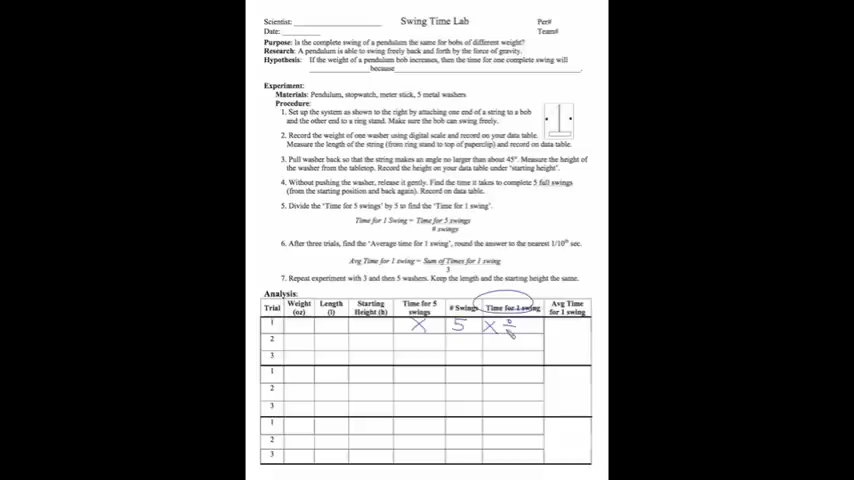 Scientist: ____________________ Swing Time Lab Per#
Date: __________ Team#
Purpose: Is the complete swing of a pendulum the same for bobs of different weight?
Research: A pendulum is able to swing freely back and forth by the force of gravity.
Hypothesis: If the weight of a pendulum bob increases, then the time for one complete swing will
______________because__________________________________________.
Experiment:
Materials: Pendulum, stopwatch, meter stick, 5 metal washers
Procedure:
1. Set up the system as shown to the right by attaching one end of a string to a bob
and the other end to a ring stand. Make sure the bob can swing freely.
2. Record the weight of one washer using digital scale and record on your data table.
Measure the length of the string (from ring stand to top of paperclip) and record on data table.
3. Pull washer back so that the string makes an angle no larger than about 45º. Measure the height of
the washer from the tabletop. Record the height on your data table under 'starting height'.
4. Without pushing the washer, release it gently. Find the time it takes to complete 5 full swings
(from the starting position and back again). Record on data table.
5. Divide the 'Time for 5 swings' by 5 to find the 'Time for 1 swing'.
Time for 1 Swing = Time for 5 swings
# swings
6. After three trials, find the 'Average time for 1 swing', round the answer to the nearest 1/10th sec.
Avg Time for 1 swing = Sum of Times for 1 swing
3
7. Repeat experiment with 3 and then 5 washers. Keep the length and the starting height the same.
Analysis:
Trial Weight (oz) Length (l) Starting Height (h) Time for 5 swings # Swings Time for 1 swing Avg Time for 1 swing
1 X 5 X ÷
2
3
1
2
3
1
2
3